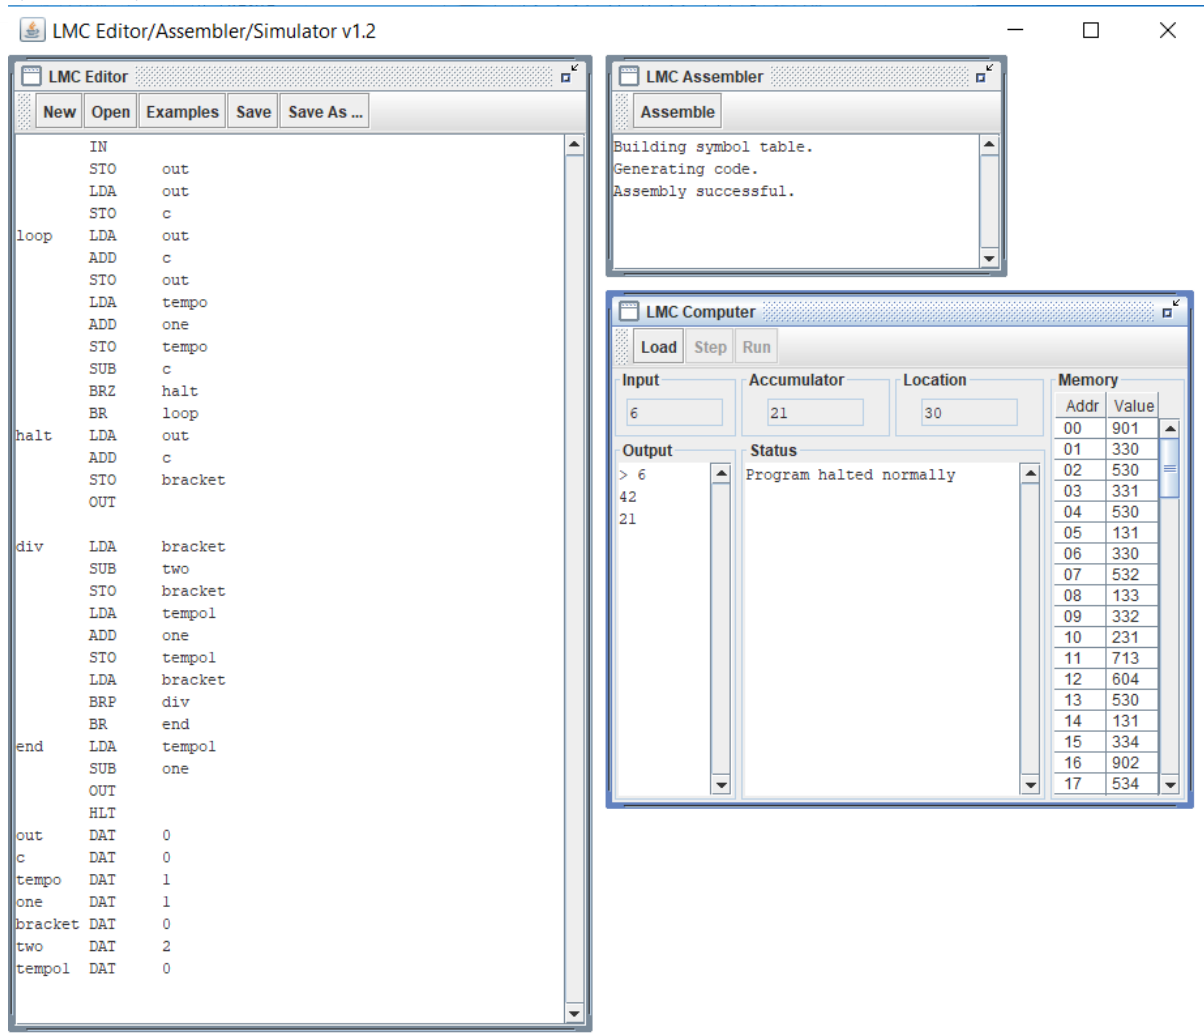 LMC Editor/Assembler/Simulator v1.2
LMC Editor
New Open Examples Save Save As ...
IN
STO out
LDA out
STO c
loop LDA out
ADD c
STO out
LDA tempo
ADD one
STO tempo
SUB c
BRZ halt
BR loop
halt LDA out
ADD c
STO bracket
OUT
div LDA bracket
SUB two
STO bracket
LDA tempo1
ADD one
STO tempo1
LDA bracket
BRP div
BR end
end LDA tempo1
SUB one
OUT
HLT
out DAT 0
c DAT 0
tempo DAT 1
one DAT 1
bracket DAT 0
two DAT 2
tempo1 DAT 0
LMC Assembler
Assemble
Building symbol table.
Generating code.
Assembly successful.
LMC Computer
Load Step Run
Input
6
Accumulator
21
Location
30
Output
> 6
42
21
Status
Program halted normally
Memory
Addr Value
00 901
01 330
02 530
03 331
04 530
05 131
06 330
07 532
08 133
09 332
10 231
11 713
12 604
13 530
14 131
15 334
16 902
17 534